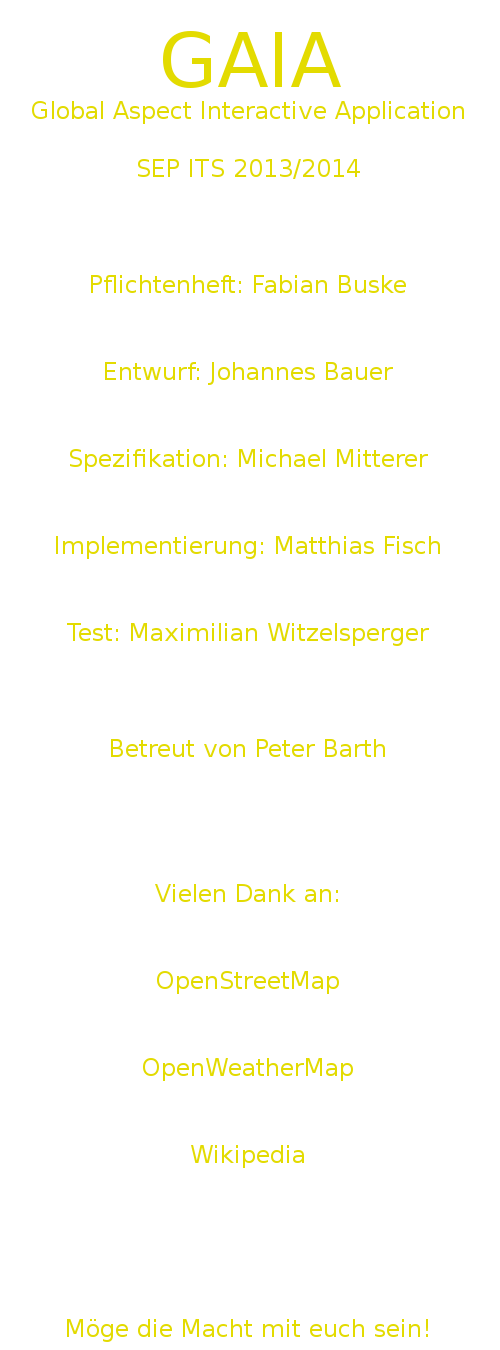 GAIA
Global Aspect Interactive Application
SEP ITS 2013/2014
Pflichtenheft: Fabian Buske
Entwurf: Johannes Bauer
Spezifikation: Michael Mitterer
Implementierung: Matthias Fisch
Test: Maximilian Witzelsperger
Betreut von Peter Barth
Vielen Dank an:
OpenStreetMap
OpenWeatherMap
Wikipedia
Möge die Macht mit euch sein!